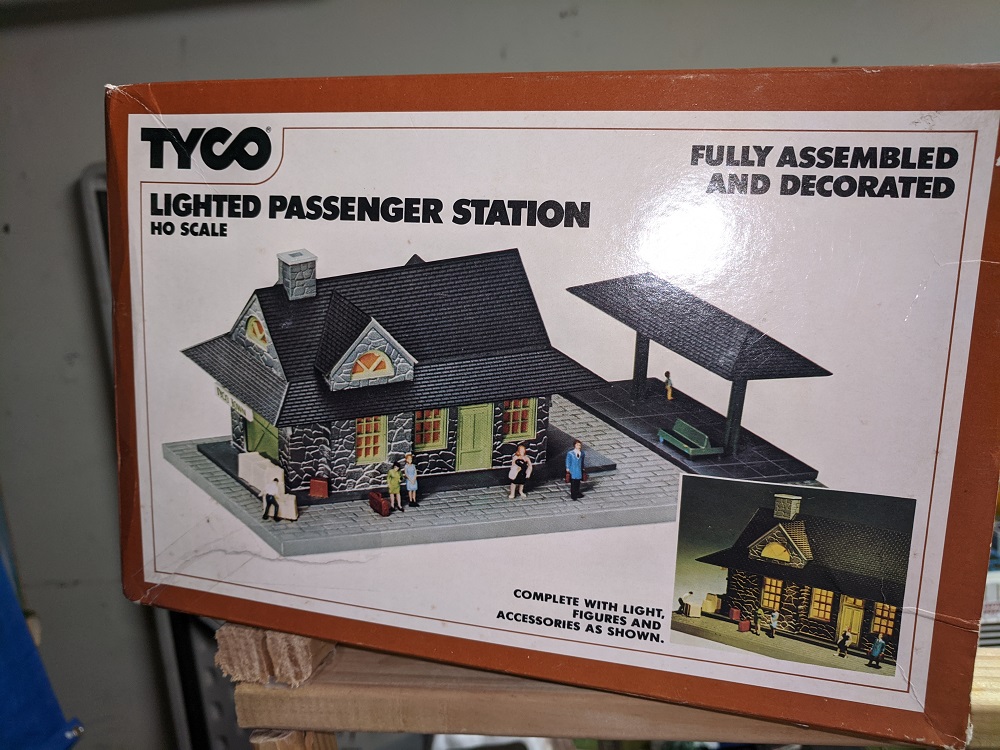 TYCO®
LIGHTED PASSENGER STATION
HO SCALE
FULLY ASSEMBLED
AND DECORATED
COMPLETE WITH LIGHT,
FIGURES AND
ACCESSORIES AS SHOWN.